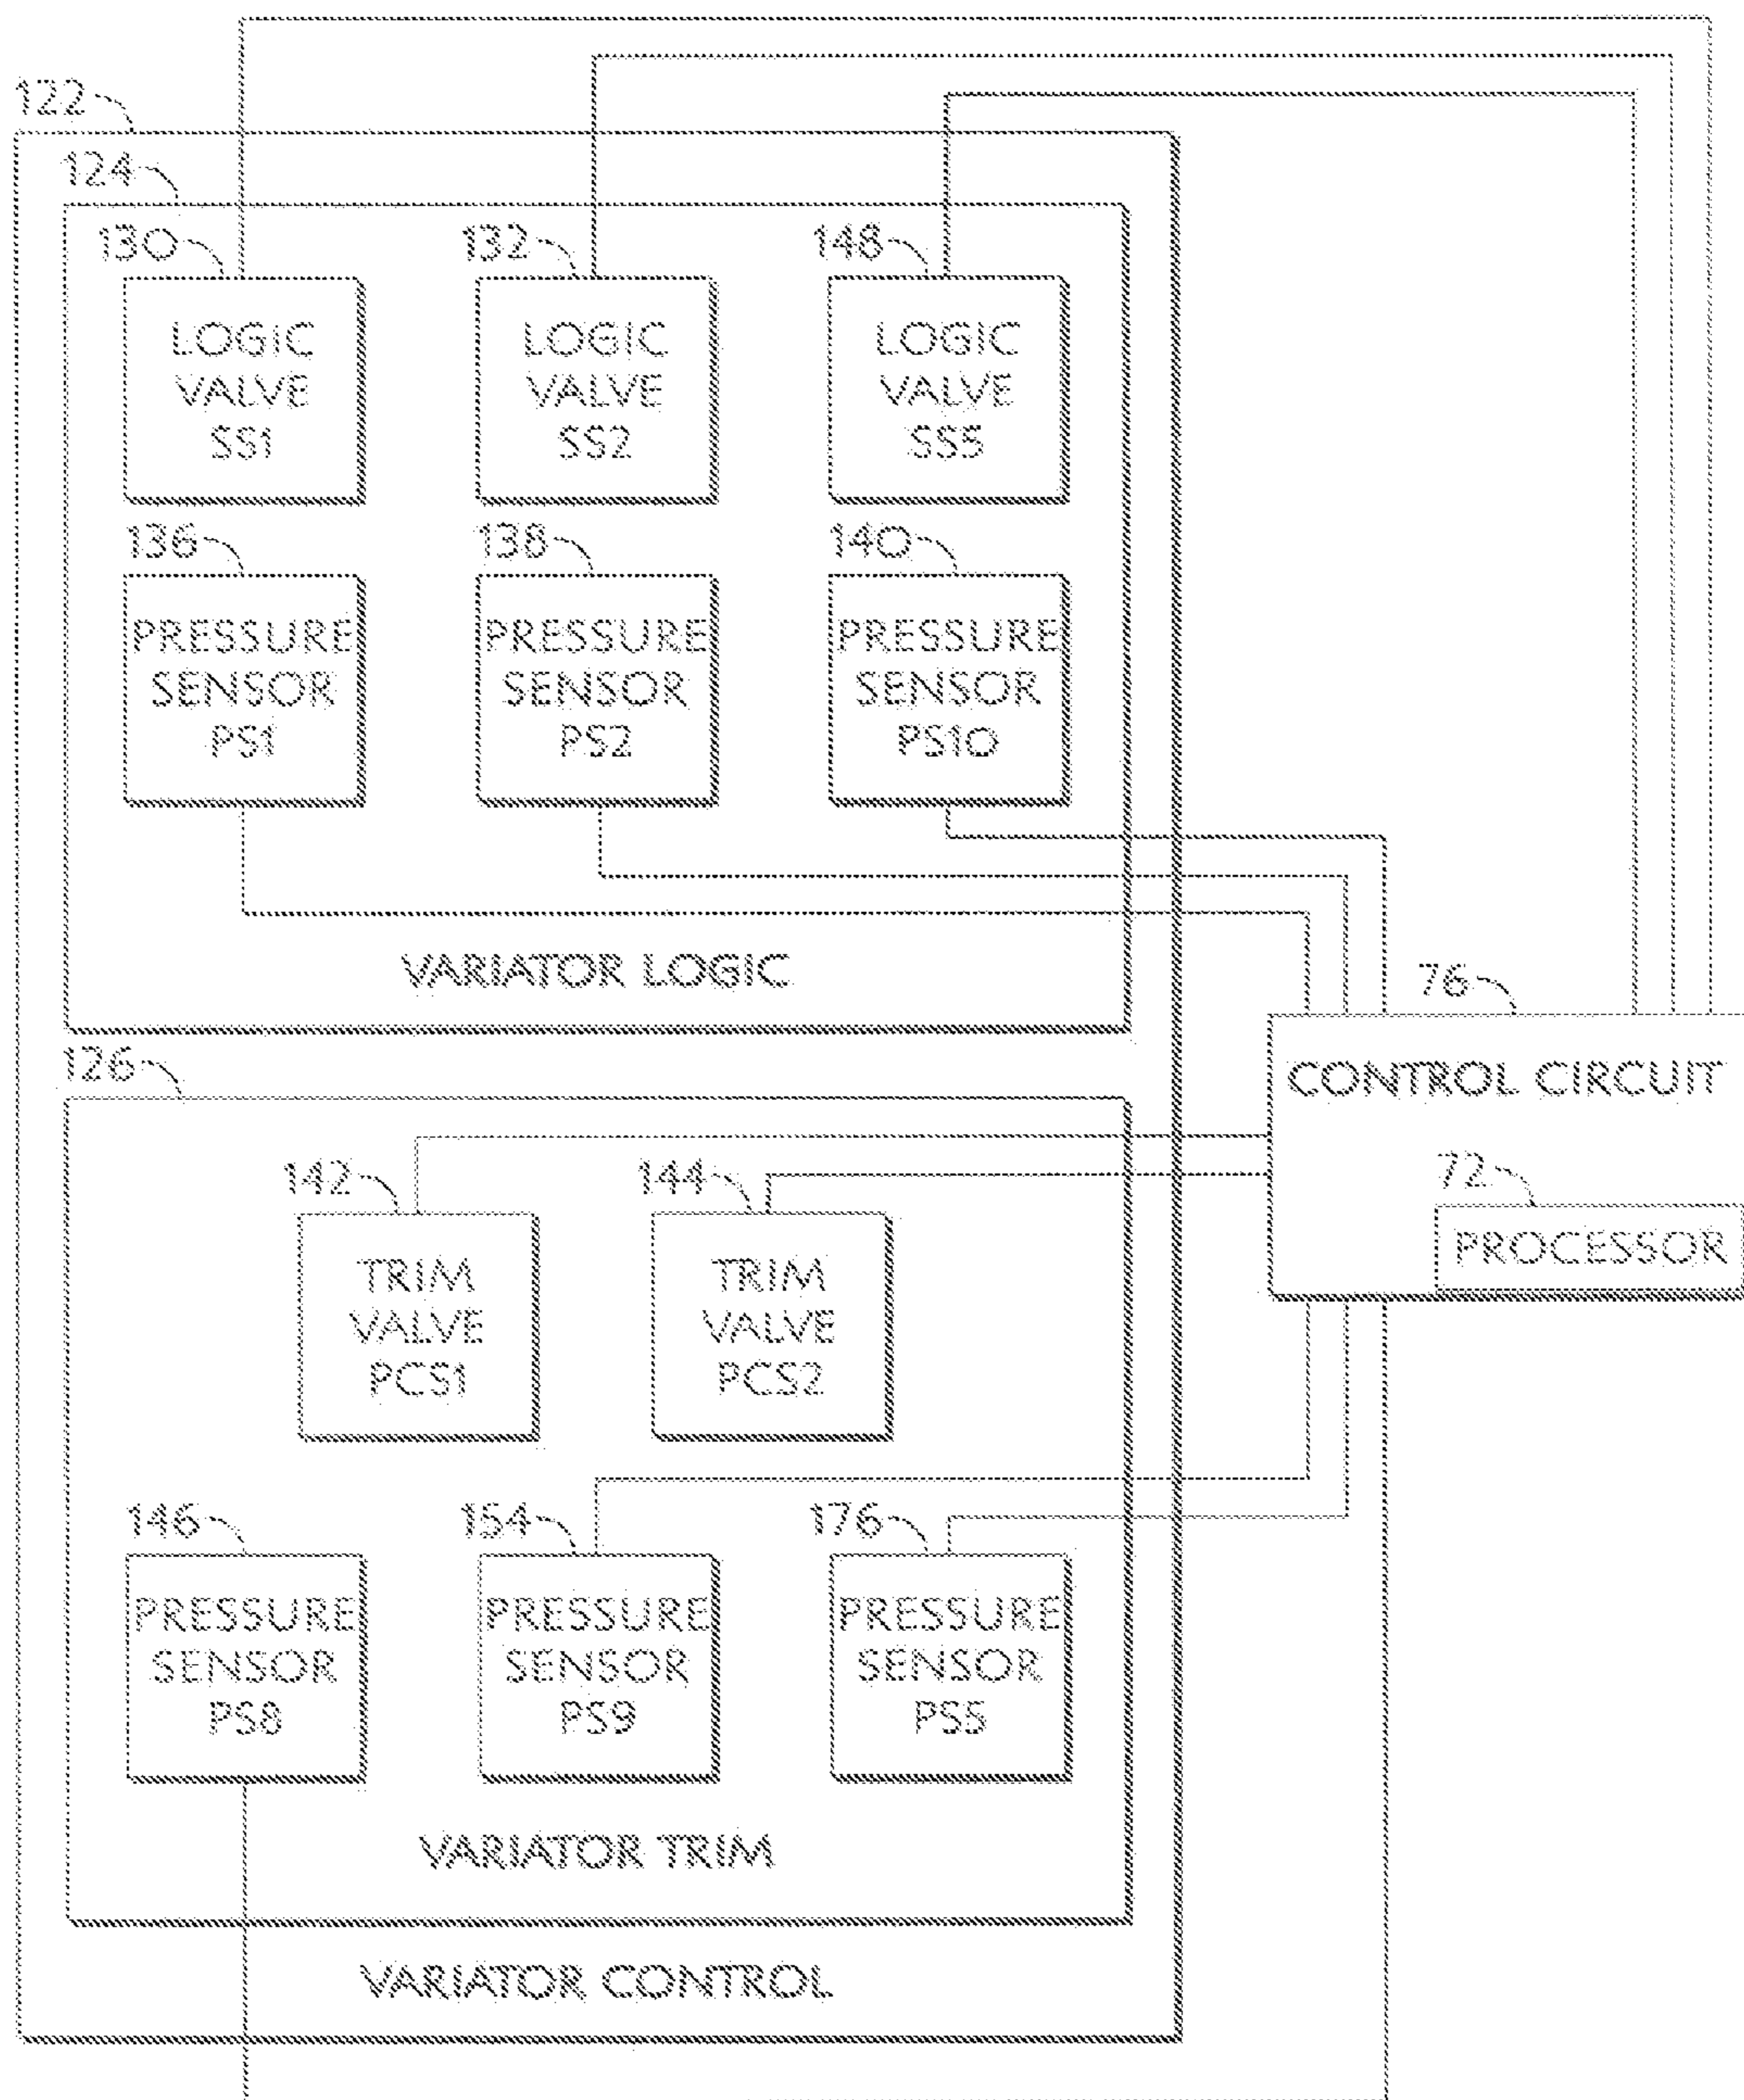 122
124
130
132
148
LOGIC
VALVE
SS1
LOGIC
VALVE
SS2
LOGIC
VALVE
SS5
136
138
140
PRESSURE
SENSOR
PS1
PRESSURE
SENSOR
PS2
PRESSURE
SENSOR
PS10
VARIATOR LOGIC
76
CONTROL CIRCUIT
72
PROCESSOR
126
142
144
TRIM
VALVE
PCS1
TRIM
VALVE
PCS2
146
154
176
PRESSURE
SENSOR
PS8
PRESSURE
SENSOR
PS9
PRESSURE
SENSOR
PS5
VARIATOR TRIM
VARIATOR CONTROL